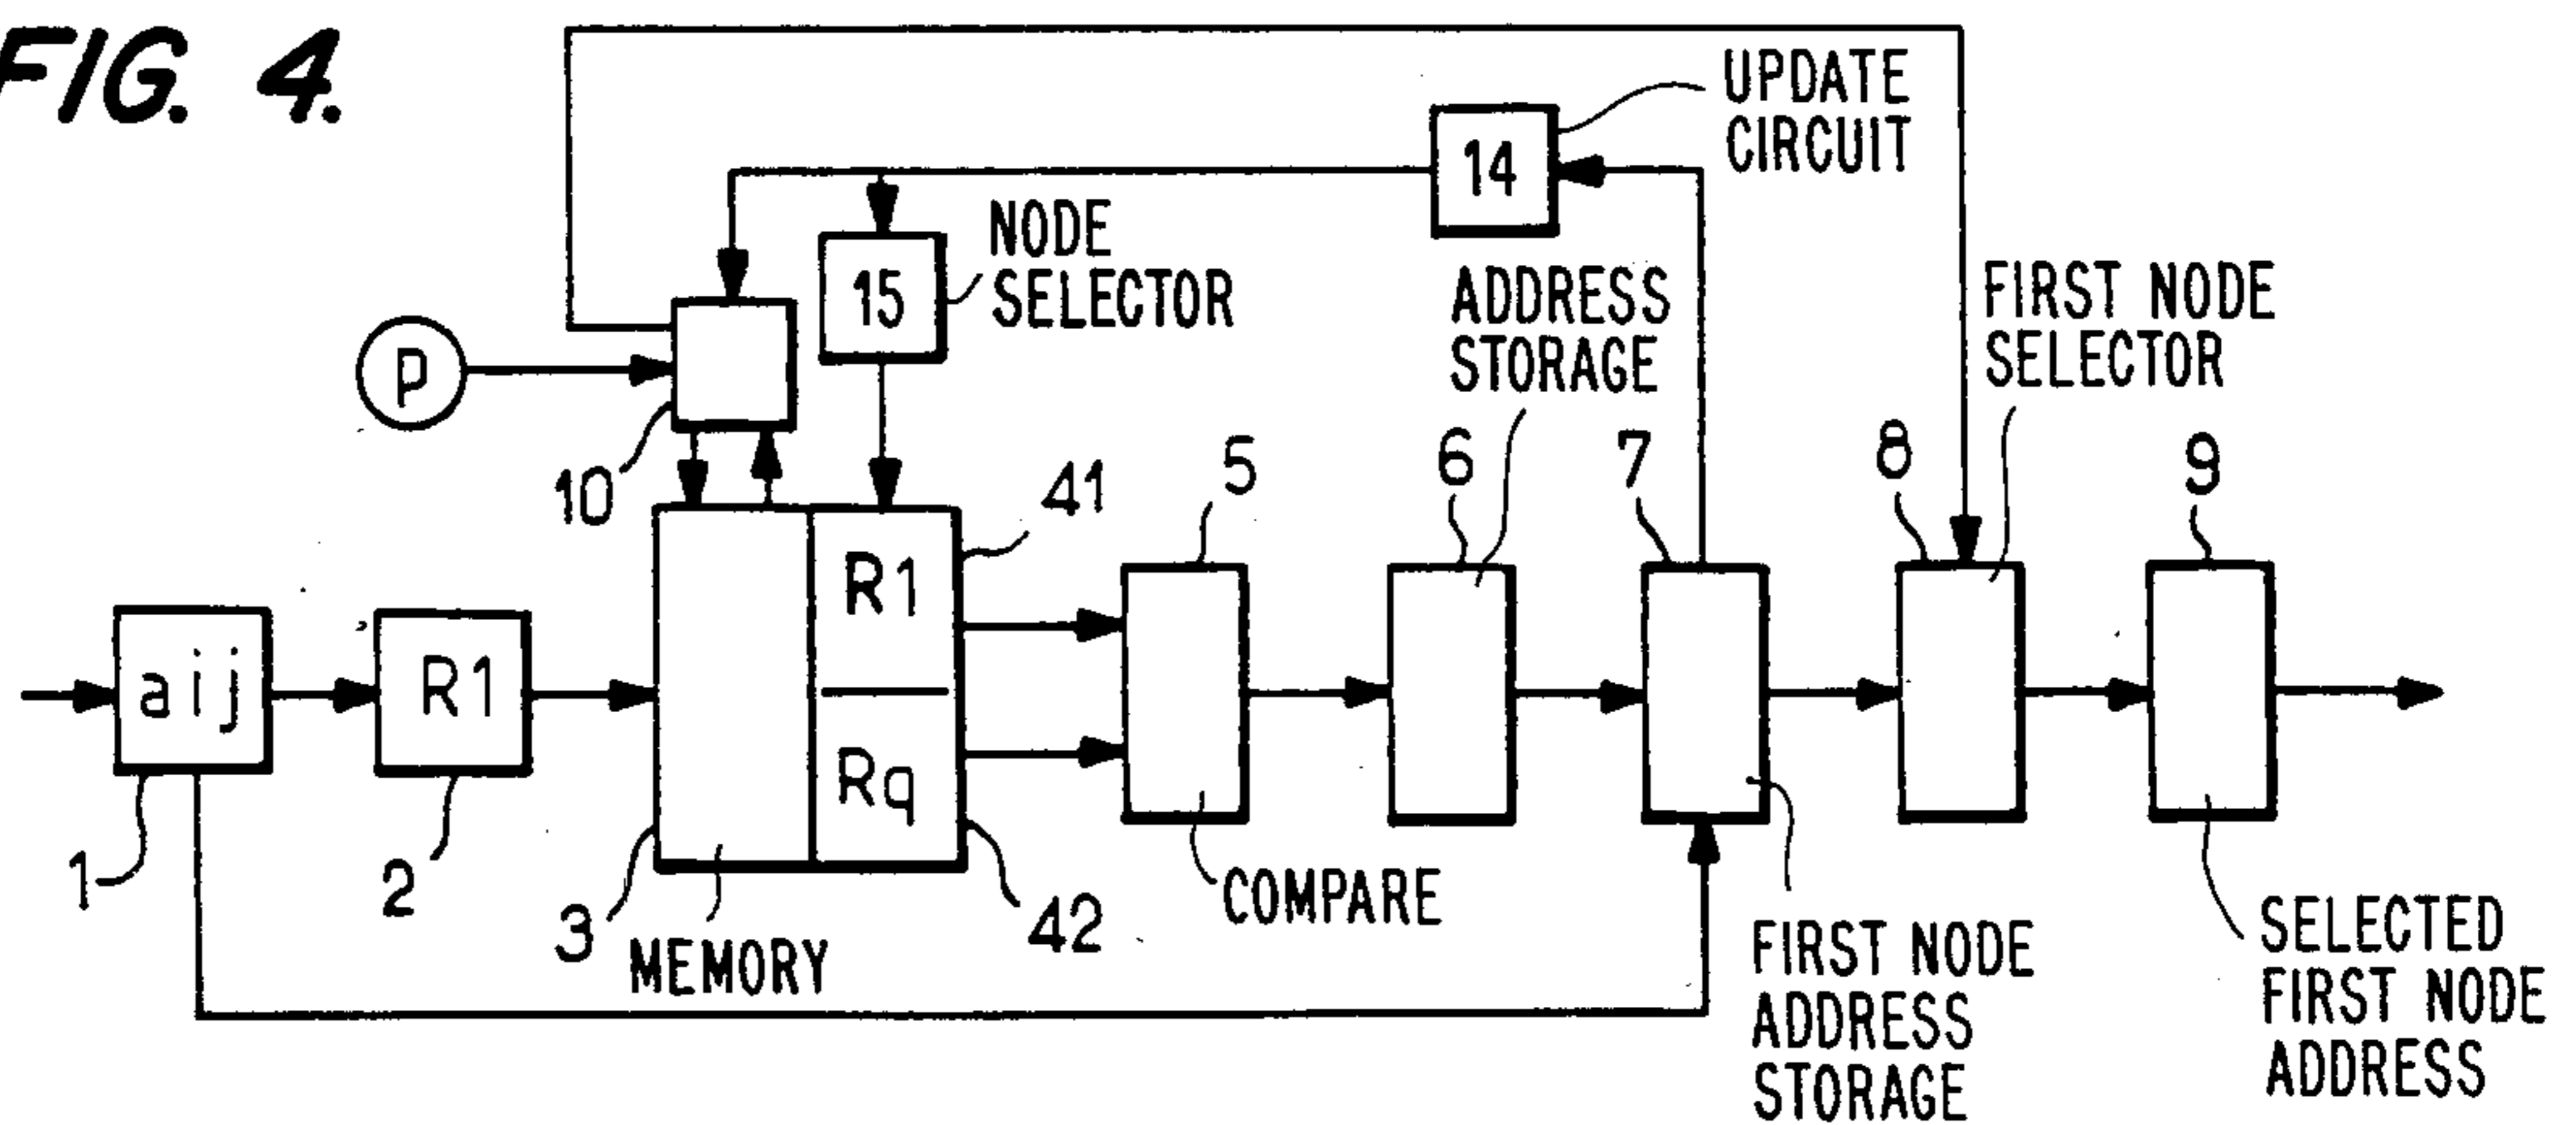 FIG. 4.
UPDATE
CIRCUIT
14
NODE
SELECTOR
15
ADDRESS
STORAGE
FIRST NODE
SELECTOR
P
10
41
5
6
7
8
9
R1
aij
R1
Rq
1
2
3
MEMORY
42
COMPARE
FIRST NODE
ADDRESS
STORAGE
SELECTED
FIRST NODE
ADDRESS